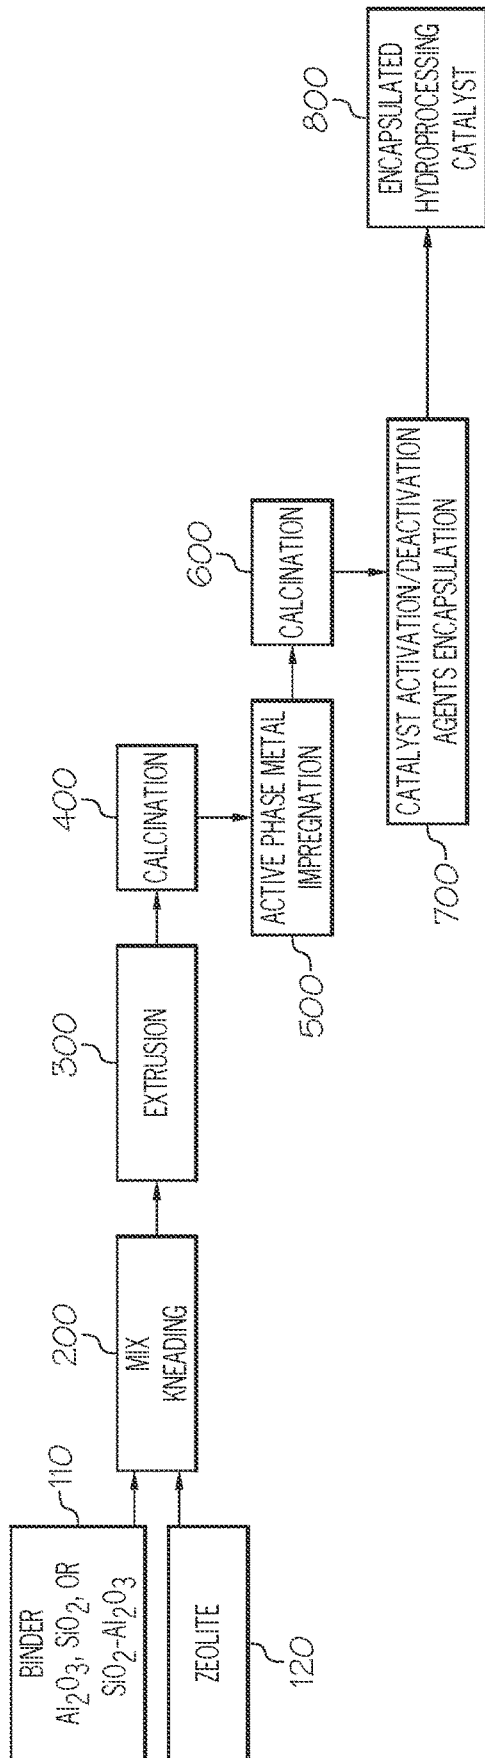 BINDER
Al₂O₃, SiO₂, OR
SiO₂-Al₂O₃
110
ZEOLITE
120
200
MIX
KNEADING
300
EXTRUSION
400
CALCINATION
500
ACTIVE PHASE METAL
IMPREGNATION
600
CALCINATION
700
CATALYST ACTIVATION/DEACTIVATION
AGENTS ENCAPSULATION
800
ENCAPSULATED
HYDROPROCESSING
CATALYST